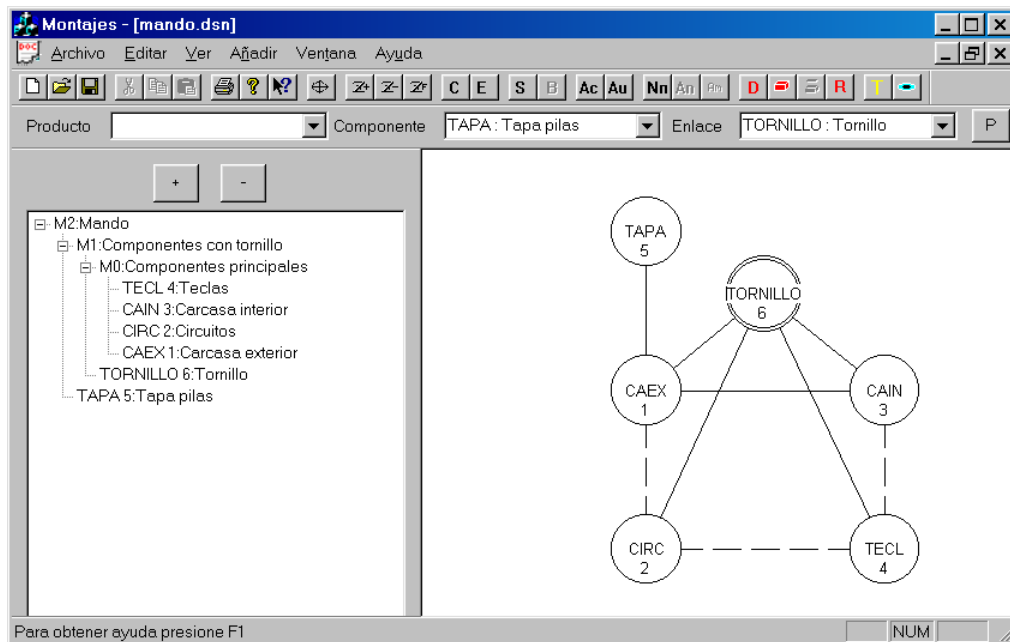 Montajes - [mando.dsn]
DOC Archivo Editar Ver Añadir Ventana Ayuda
Z+ Z- ZF C E S B Ac Au Nn An Am D R T
Producto Componente TAPA : Tapa pilas Enlace TORNILLO : Tornillo P
+ -
M2:Mando
M1:Componentes con tornillo
M0:Componentes principales
TECL 4:Teclas
CAIN 3:Carcasa interior
CIRC 2:Circuitos
CAEX 1:Carcasa exterior
TORNILLO 6:Tornillo
TAPA 5:Tapa pilas
TAPA
5
TORNILLO
6
CAEX
1
CAIN
3
CIRC
2
TECL
4
Para obtener ayuda presione F1
NUM